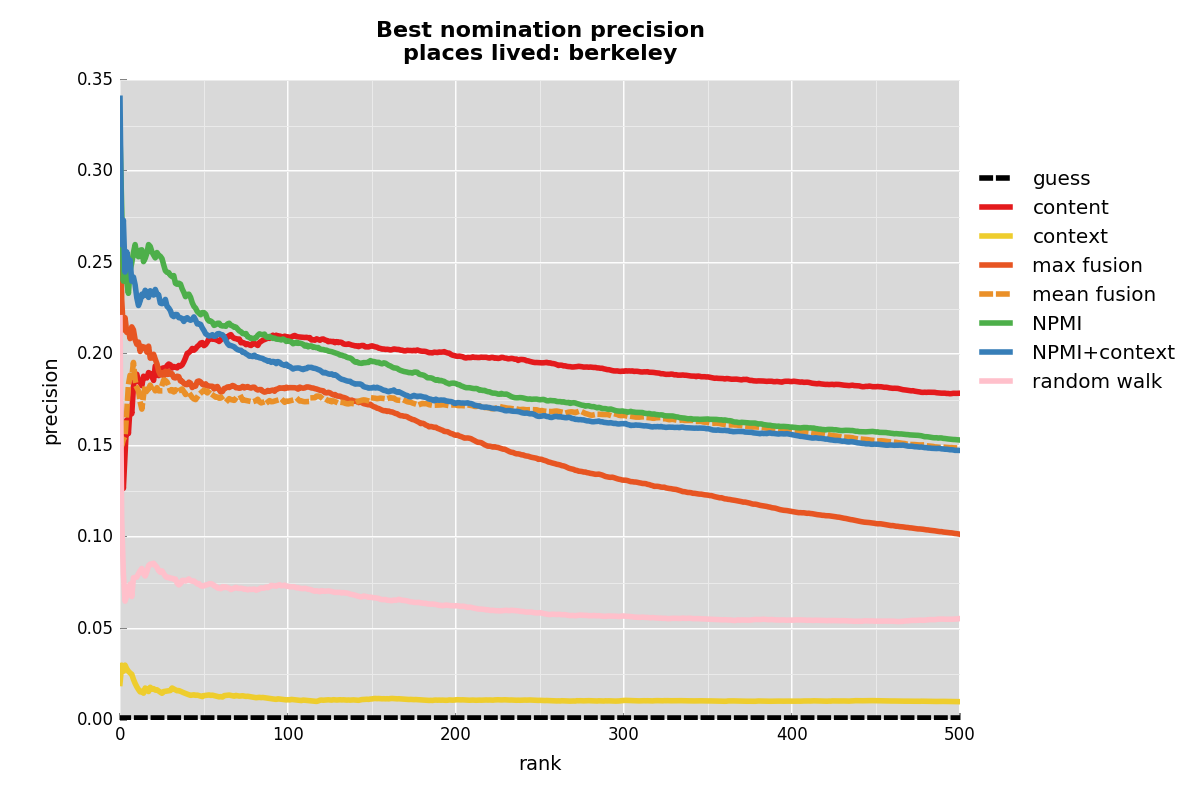 Best nomination precision
places lived: berkeley
precision
0.35
0.30
0.25
0.20
0.15
0.10
0.05
0.00
0
100
200
300
400
500
rank
guess
content
context
max fusion
mean fusion
NPMI
NPMI+context
random walk